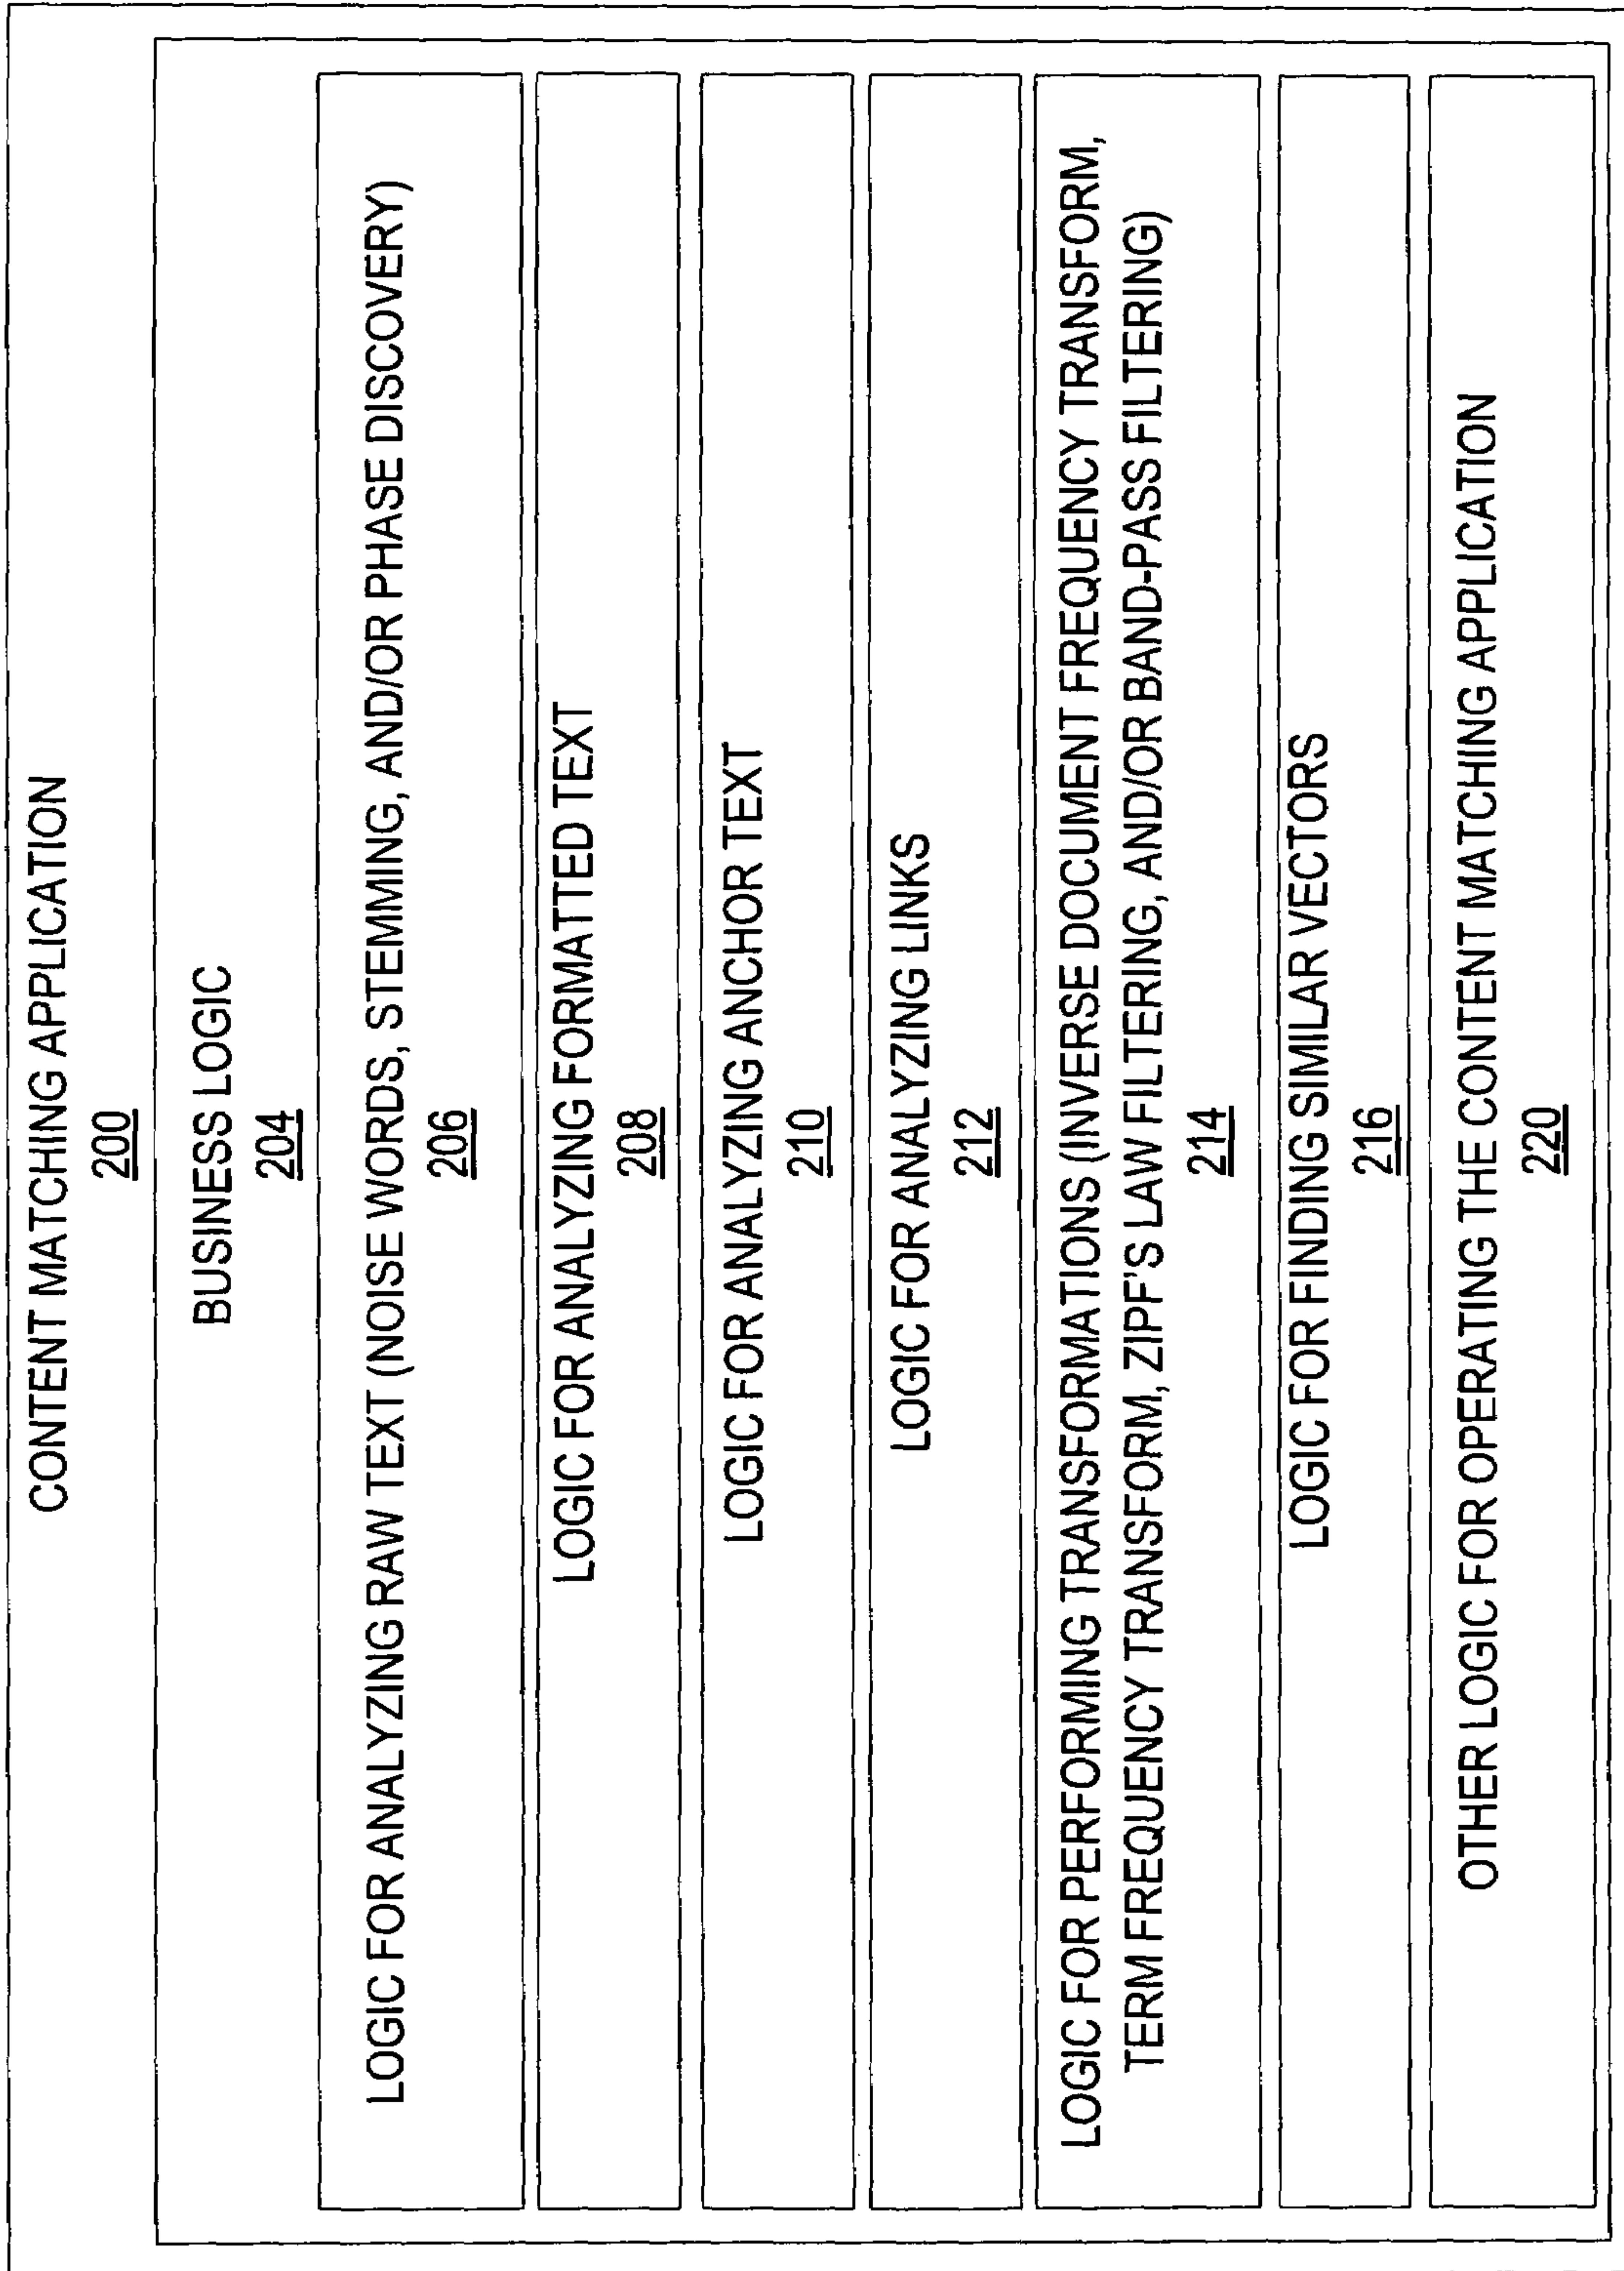 CONTENT MATCHING APPLICATION
200
BUSINESS LOGIC
204
LOGIC FOR ANALYZING RAW TEXT (NOISE WORDS, STEMMING, AND/OR PHASE DISCOVERY)
206
LOGIC FOR ANALYZING FORMATTED TEXT
208
LOGIC FOR ANALYZING ANCHOR TEXT
210
LOGIC FOR ANALYZING LINKS
212
LOGIC FOR PERFORMING TRANSFORMATIONS (INVERSE DOCUMENT FREQUENCY TRANSFORM,
TERM FREQUENCY TRANSFORM, ZIPF'S LAW FILTERING, AND/OR BAND-PASS FILTERING)
214
LOGIC FOR FINDING SIMILAR VECTORS
216
OTHER LOGIC FOR OPERATING THE CONTENT MATCHING APPLICATION
220